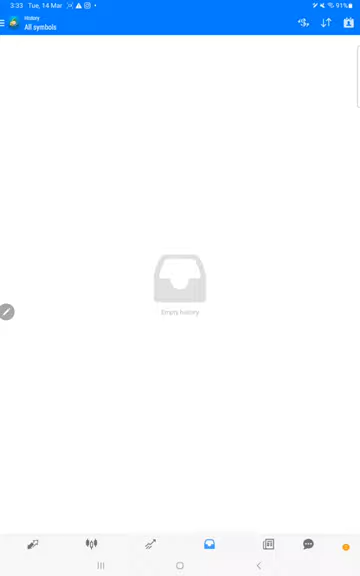 3:33 Tue, 14 Mar
91%
History
All symbols
Empty history